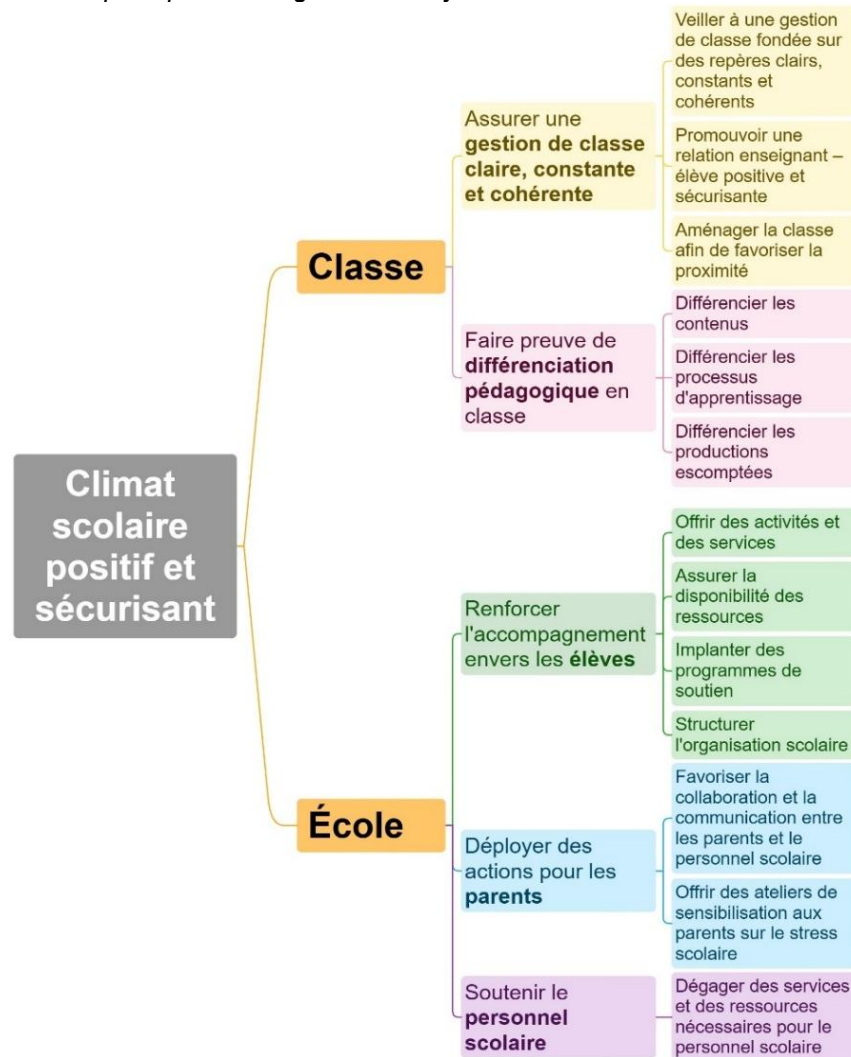 Climat
scolaire
positif et
sécurisant
Classe
Assurer une
gestion de classe
claire, constante
et cohérente
Veiller à une gestion
de classe fondée sur
des repères clairs,
constants et
cohérents
Promouvoir une
relation enseignant –
élève positive et
sécurisante
Aménager la classe
afin de favoriser la
proximité
Faire preuve de
différenciation
pédagogique en
classe
Différencier les
contenus
Différencier les
processus
d'apprentissage
Différencier les
productions
escomptées
École
Renforcer
l'accompagnement
envers les élèves
Offrir des activités et
des services
Assurer la
disponibilité des
ressources
Implanter des
programmes de
soutien
Structurer
l'organisation scolaire
Déployer des
actions pour les
parents
Favoriser la
collaboration et la
communication entre
les parents et le
personnel scolaire
Offrir des ateliers de
sensibilisation aux
parents sur le stress
scolaire
Soutenir le
personnel
scolaire
Dégager des services
et des ressources
nécessaires pour le
personnel scolaire